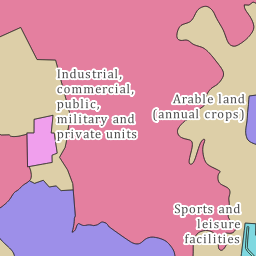 Industrial,
commercial,
public,
military and
private units
Arable land
(annual crops)
Sports and
leisure
facilities